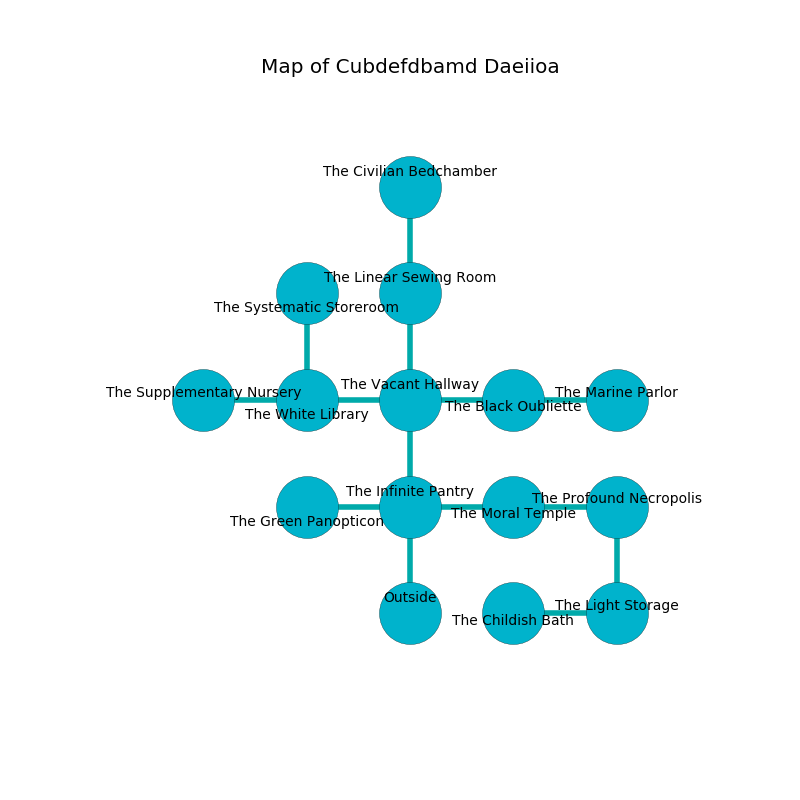 Map of Cubdefdbamd Daeiioa
The Civilian Bedchamber
The Linear Sewing Room
The Systematic Storeroom
The Vacant Hallway
The Supplementary Nursery
The Marine Parlor
The Black Oubliette
The White Library
The Infinite Pantry
The Profound Necropolis
The Moral Temple
The Green Panopticon
Outside
The Light Storage
The Childish Bath